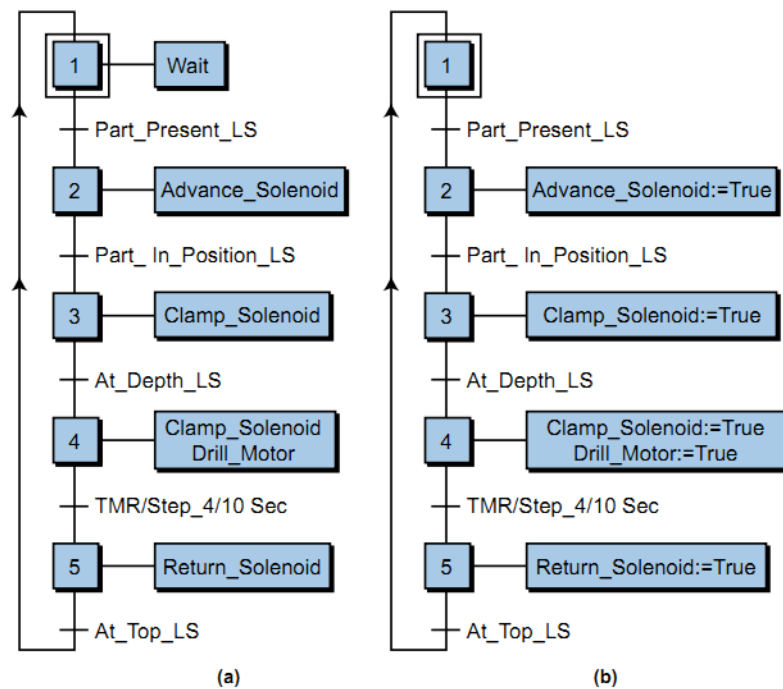 1
Wait
Part_Present_LS
2
Advance_Solenoid
Part_ In_Position_LS
3
Clamp_Solenoid
At_Depth_LS
4
Clamp_Solenoid
Drill_Motor
TMR/Step_4/10 Sec
5
Return_Solenoid
At_Top_LS
(a)
1
Part_Present_LS
2
Advance_Solenoid:=True
Part_ In_Position_LS
3
Clamp_Solenoid:=True
At_Depth_LS
4
Clamp_Solenoid:=True
Drill_Motor:=True
TMR/Step_4/10 Sec
5
Return_Solenoid:=True
At_Top_LS
(b)